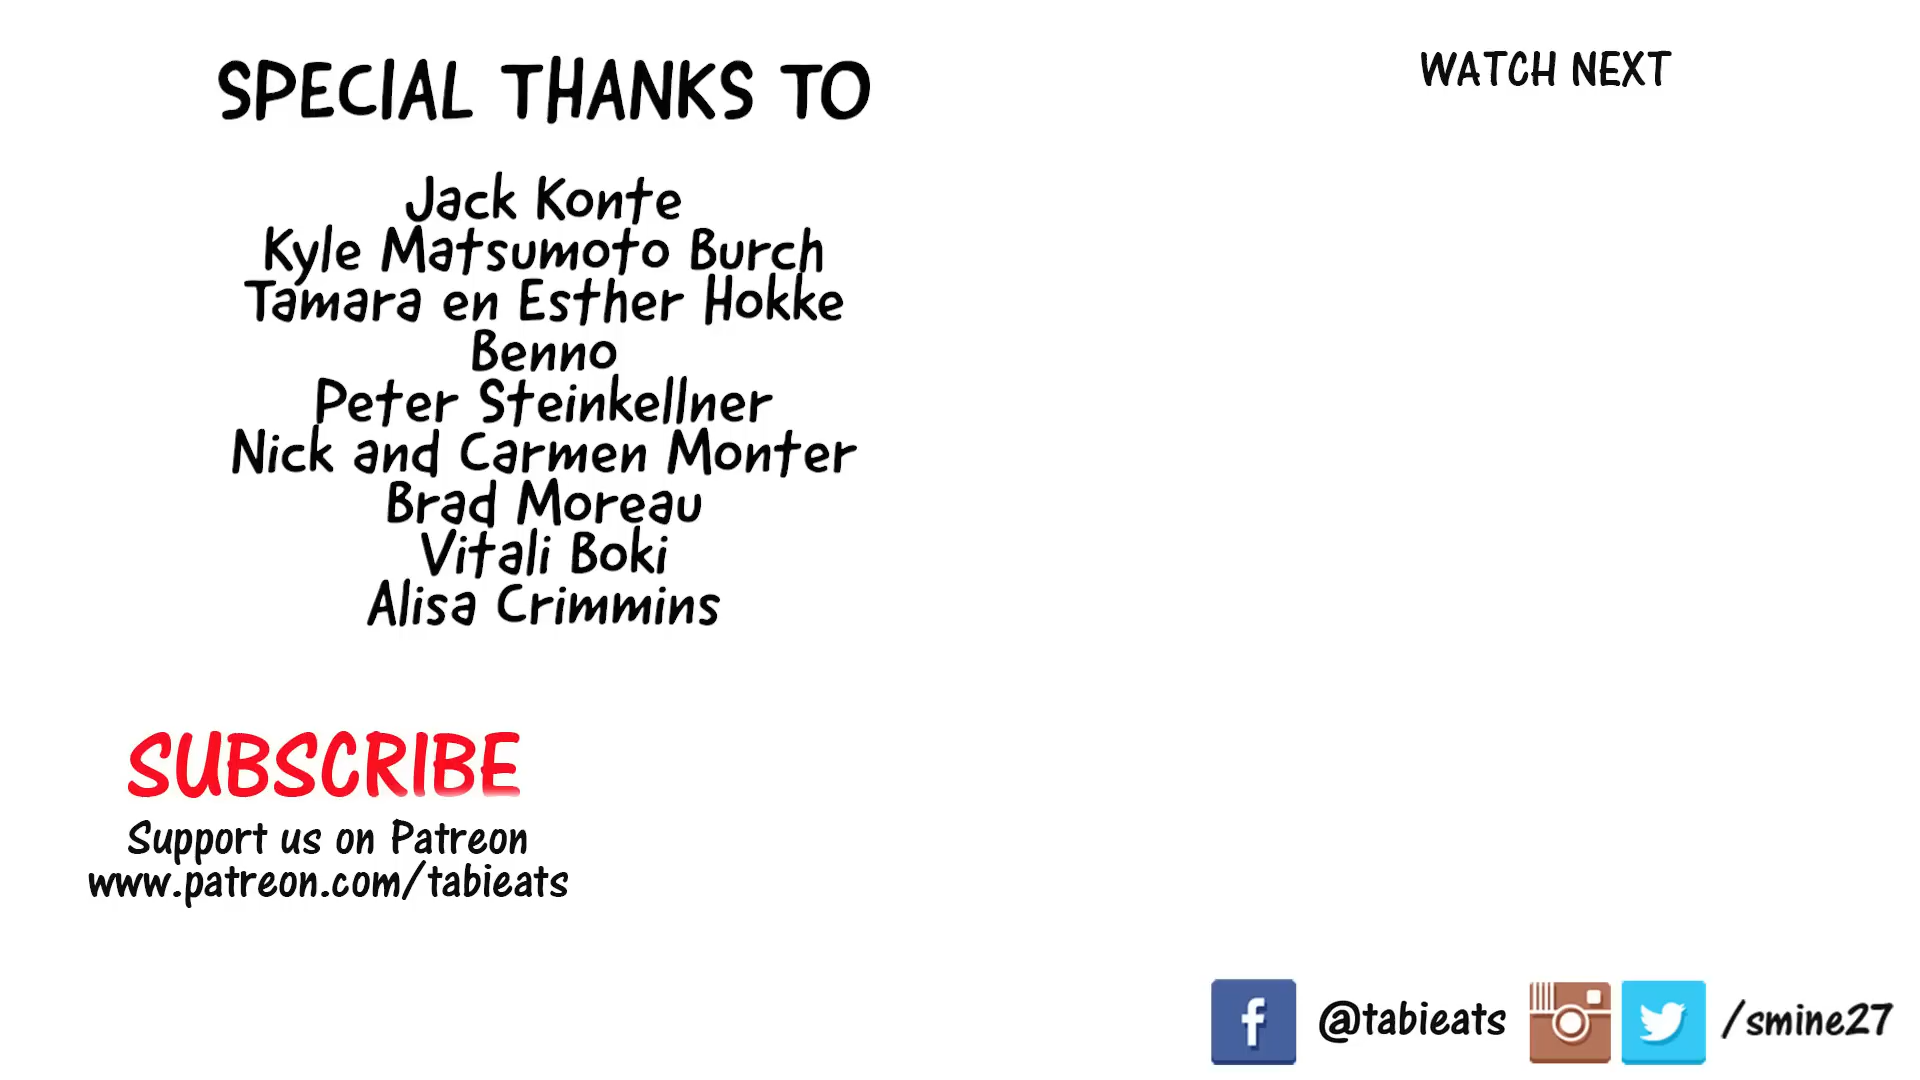 SPECIAL THANKS TO
Jack Konte
Kyle Matsumoto Burch
Tamara en Esther Hokke
Benno
Peter Steinkellner
Nick and Carmen Monter
Brad Moreau
Vitali Boki
Alisa Crimmins
WATCH NEXT
SUBSCRIBE
Support us on Patreon
www.patreon.com/tabieats
@tabieats
/smine27